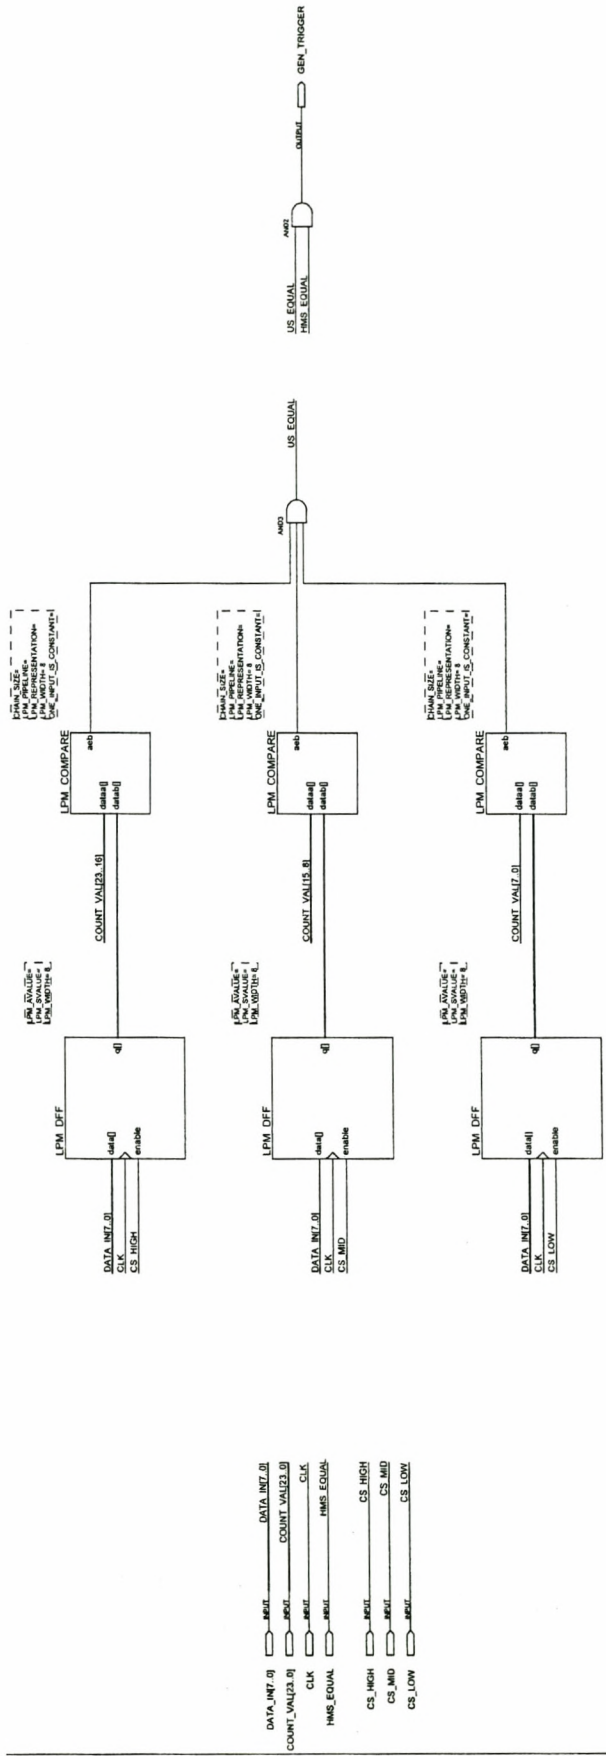 DATA_IN[7..0] INPUT DATA_IN[7..0]
COUNT_VAL[23..0] INPUT COUNT_VAL[23..0]
CLK INPUT CLK
HMS_EQUAL INPUT HMS_EQUAL
CS_HIGH INPUT CS_HIGH
CS_MID INPUT CS_MID
CS_LOW INPUT CS_LOW
LPM_AVALUE=
LPM_SVALUE=
LPM_WIDTH=8
LPM_DFF
DATA_IN[7..0]
CLK
CS_HIGH
data[]
enable
q[]
COUNT_VAL[23..16]
CHAIN_SIZE=
LPM_PIPELINE=
LPM_REPRESENTATION=
LPM_WIDTH=8
ONE_INPUT_IS_CONSTANT=
LPM_COMPARE
dataa[]
datab[]
aeb
LPM_AVALUE=
LPM_SVALUE=
LPM_WIDTH=8
LPM_DFF
DATA_IN[7..0]
CLK
CS_MID
data[]
enable
q[]
COUNT_VAL[15..8]
CHAIN_SIZE=
LPM_PIPELINE=
LPM_REPRESENTATION=
LPM_WIDTH=8
ONE_INPUT_IS_CONSTANT=
LPM_COMPARE
dataa[]
datab[]
aeb
LPM_AVALUE=
LPM_SVALUE=
LPM_WIDTH=8
LPM_DFF
DATA_IN[7..0]
CLK
CS_LOW
data[]
enable
q[]
COUNT_VAL[7..0]
CHAIN_SIZE=
LPM_PIPELINE=
LPM_REPRESENTATION=
LPM_WIDTH=8
ONE_INPUT_IS_CONSTANT=
LPM_COMPARE
dataa[]
datab[]
aeb
AND3
US_EQUAL
US_EQUAL
HMS_EQUAL
AND2
OUTPUT GEN_TRIGGER